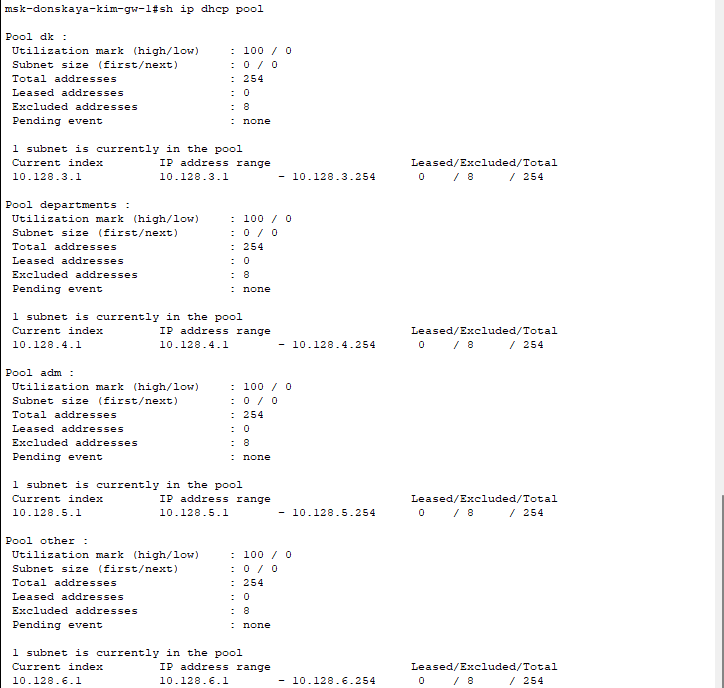 msk-donskaya-kim-gw-1#sh ip dhcp pool
Pool dk :
Utilization mark (high/low) : 100 / 0
Subnet size (first/next) : 0 / 0
Total addresses : 254
Leased addresses : 0
Excluded addresses : 8
Pending event : none
1 subnet is currently in the pool
Current index IP address range Leased/Excluded/Total
10.128.3.1 10.128.3.1 - 10.128.3.254 0 / 8 / 254
Pool departments :
Utilization mark (high/low) : 100 / 0
Subnet size (first/next) : 0 / 0
Total addresses : 254
Leased addresses : 0
Excluded addresses : 8
Pending event : none
1 subnet is currently in the pool
Current index IP address range Leased/Excluded/Total
10.128.4.1 10.128.4.1 - 10.128.4.254 0 / 8 / 254
Pool adm :
Utilization mark (high/low) : 100 / 0
Subnet size (first/next) : 0 / 0
Total addresses : 254
Leased addresses : 0
Excluded addresses : 8
Pending event : none
1 subnet is currently in the pool
Current index IP address range Leased/Excluded/Total
10.128.5.1 10.128.5.1 - 10.128.5.254 0 / 8 / 254
Pool other :
Utilization mark (high/low) : 100 / 0
Subnet size (first/next) : 0 / 0
Total addresses : 254
Leased addresses : 0
Excluded addresses : 8
Pending event : none
1 subnet is currently in the pool
Current index IP address range Leased/Excluded/Total
10.128.6.1 10.128.6.1 - 10.128.6.254 0 / 8 / 254